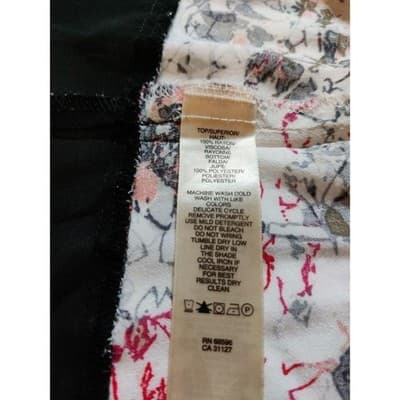 TOP/SUPERIOR/
HAUT:
100% RAYON/
VISCOSA/
RAYONNE
BOTTOM/
FALDA/
JUPE:
100% POLYESTER/
POLIESTER/
POLYESTER
MACHINE WASH COLD
WASH WITH LIKE
COLORS
DELICATE CYCLE
REMOVE PROMPTLY
USE MILD DETERGENT
DO NOT BLEACH
DO NOT WRING
TUMBLE DRY LOW
LINE DRY IN
THE SHADE
COOL IRON IF
NECESSARY
FOR BEST
RESULTS DRY
CLEAN
P
RN 68596
CA 31127